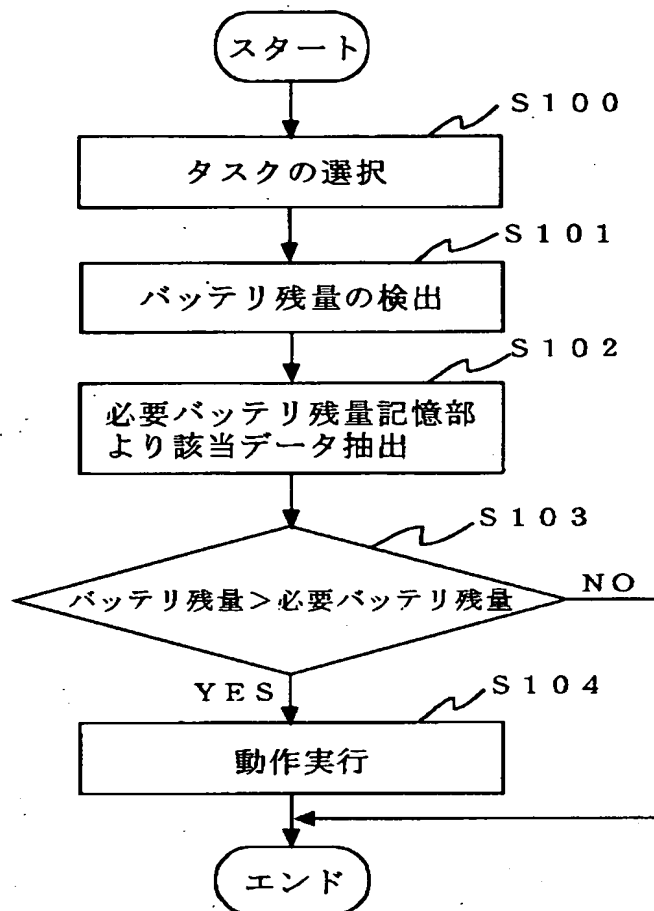 スタート
S100
タスクの選択
S101
バッテリ残量の検出
S102
必要バッテリ残量記憶部
より該当データ抽出
S103
バッテリ残量>必要バッテリ残量
NO
YES
S104
動作実行
エンド